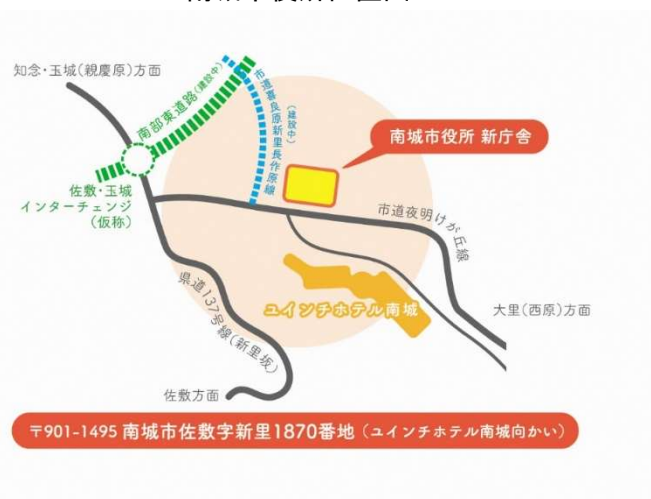 知念・玉城(親慶原)方面
南部東道路(建設中)
市道喜良原新里長作原線
(建設中)
南城市役所 新庁舎
佐敷・玉城
インターチェンジ
(仮称)
市道夜明けが丘線
ユインチホテル南城
大里(西原)方面
県道137号線(新里坂)
佐敷方面
〒901-1495 南城市佐敷字新里1870番地(ユインチホテル南城向かい)